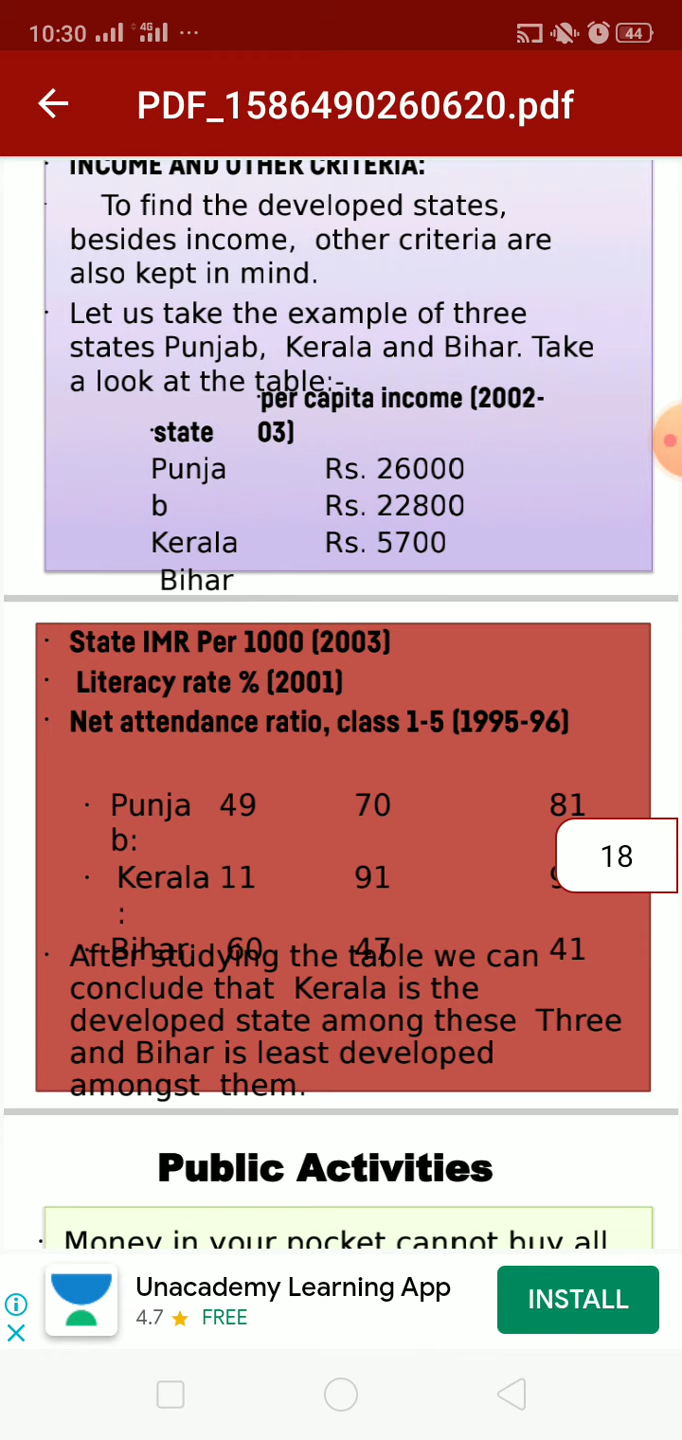 10:30 4G 44
PDF_1586490260620.pdf
INCOME AND OTHER CRITERIA:
To find the developed states,
besides income, other criteria are
also kept in mind.
Let us take the example of three
states Punjab, Kerala and Bihar. Take
a look at the table:-
per capita income (2002-
state 03)
Punja Rs. 26000
b Rs. 22800
Kerala Rs. 5700
Bihar
State IMR Per 1000 (2003)
Literacy rate % (2001)
Net attendance ratio, class 1-5 (1995-96)
Punja 49 70 81
b:
18
Kerala 11 91
:
Bihar: 60 47 41
After studying the table we can
conclude that Kerala is the
developed state among these Three
and Bihar is least developed
amongst them.
Public Activities
Money in your pocket cannot buy all
Unacademy Learning App
4.7 ★ FREE
INSTALL